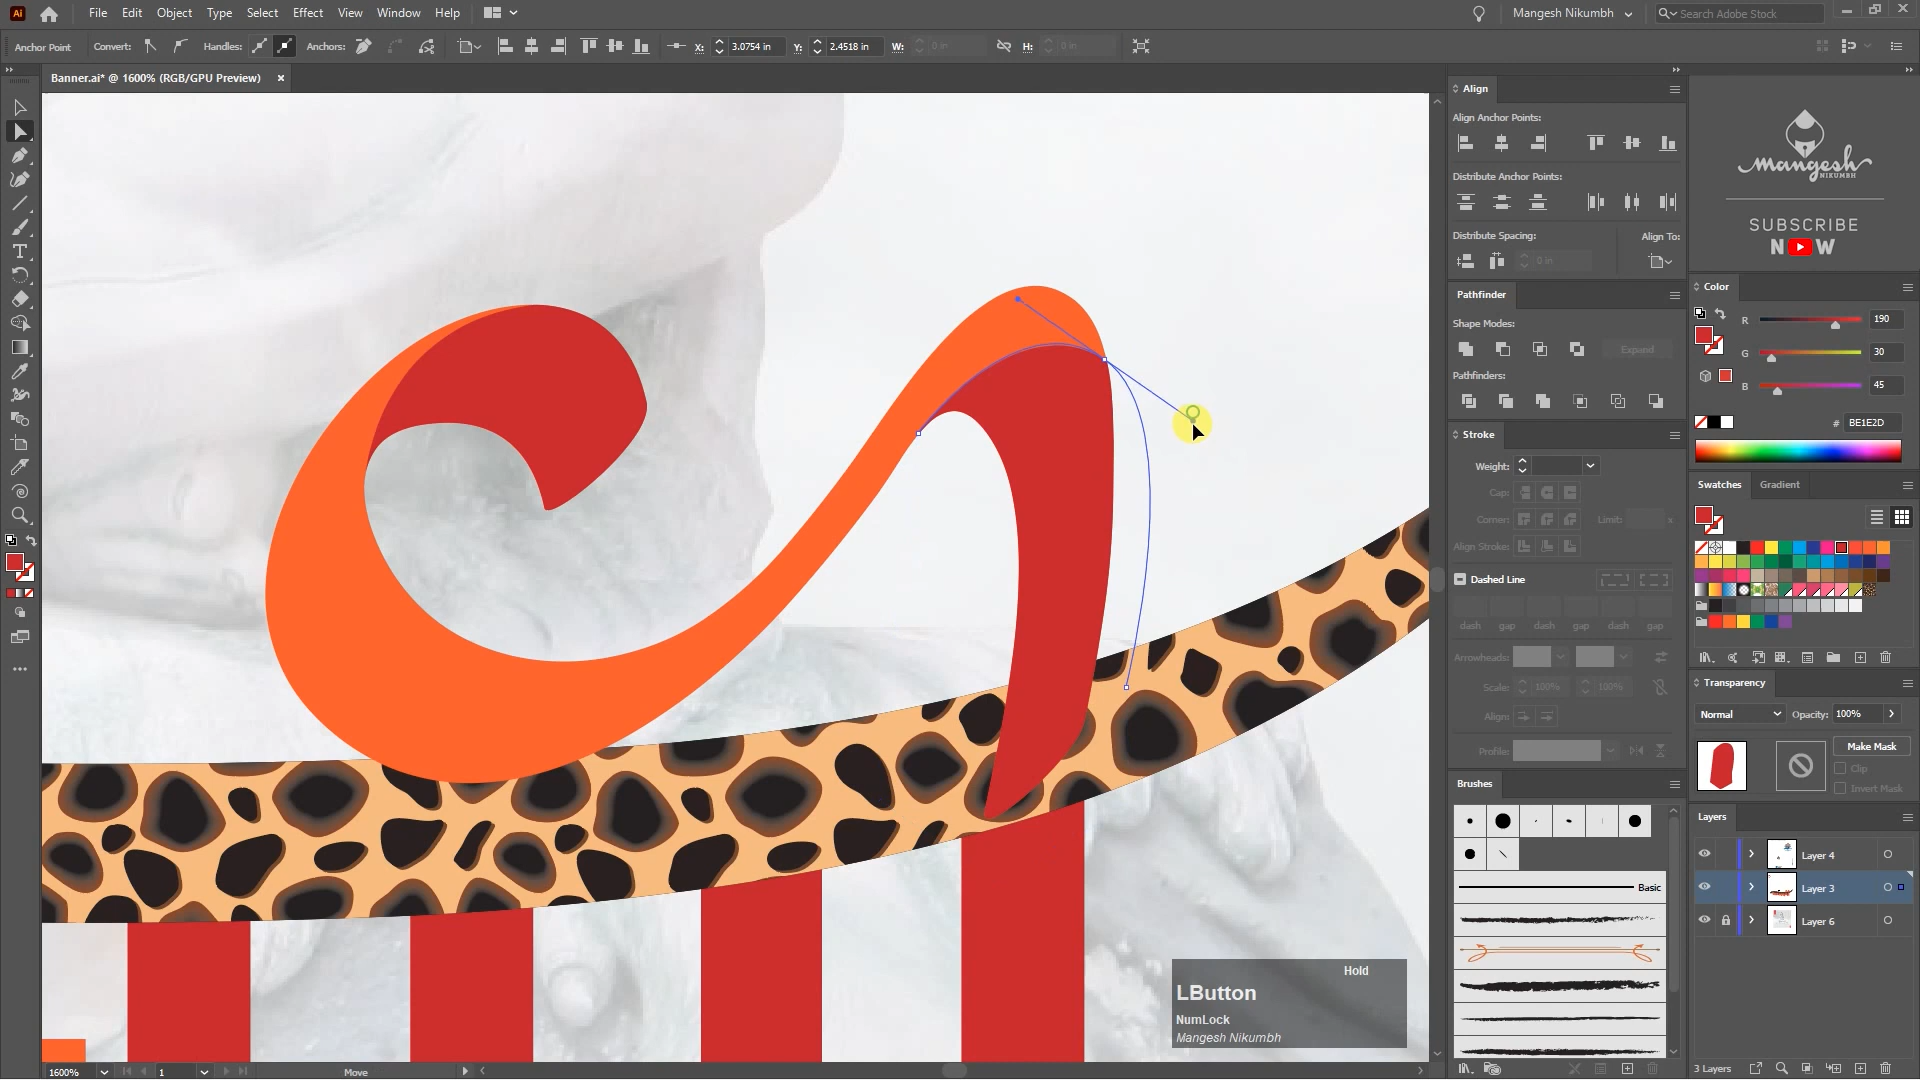 Ai File Edit Object Type Select Effect View Window Help Mangesh Nikumbh Search Adobe Stock
Anchor Point Convert: Handles: Anchors: X: 3.0754 in Y: 2.4518 in W: 0 in H: 0 in
Banner.ai* @ 1600% (RGB/GPU Preview) ×
Align
Align Anchor Points:
Distribute Anchor Points:
Distribute Spacing: Align To:
0 in
Pathfinder
Shape Modes:
Expand
Pathfinders:
Stroke
Weight:
Cap:
Corner: Limit: x
Align Stroke:
Dashed Line
dash gap dash gap dash gap
Arrowheads:
Scale: 100% 100%
Align:
Profile:
Brushes
Basic
mangesh
NIKUMBH
SUBSCRIBE
NOW
Color
R 190
G 30
B 45
# BE1E2D
Swatches Gradient
Transparency
Normal Opacity: 100%
Make Mask
Clip
Invert Mask
Layers
Layer 4
Layer 3
Layer 6
3 Layers
Hold
LButton
NumLock
Mangesh Nikumbh
1600% 1 Move